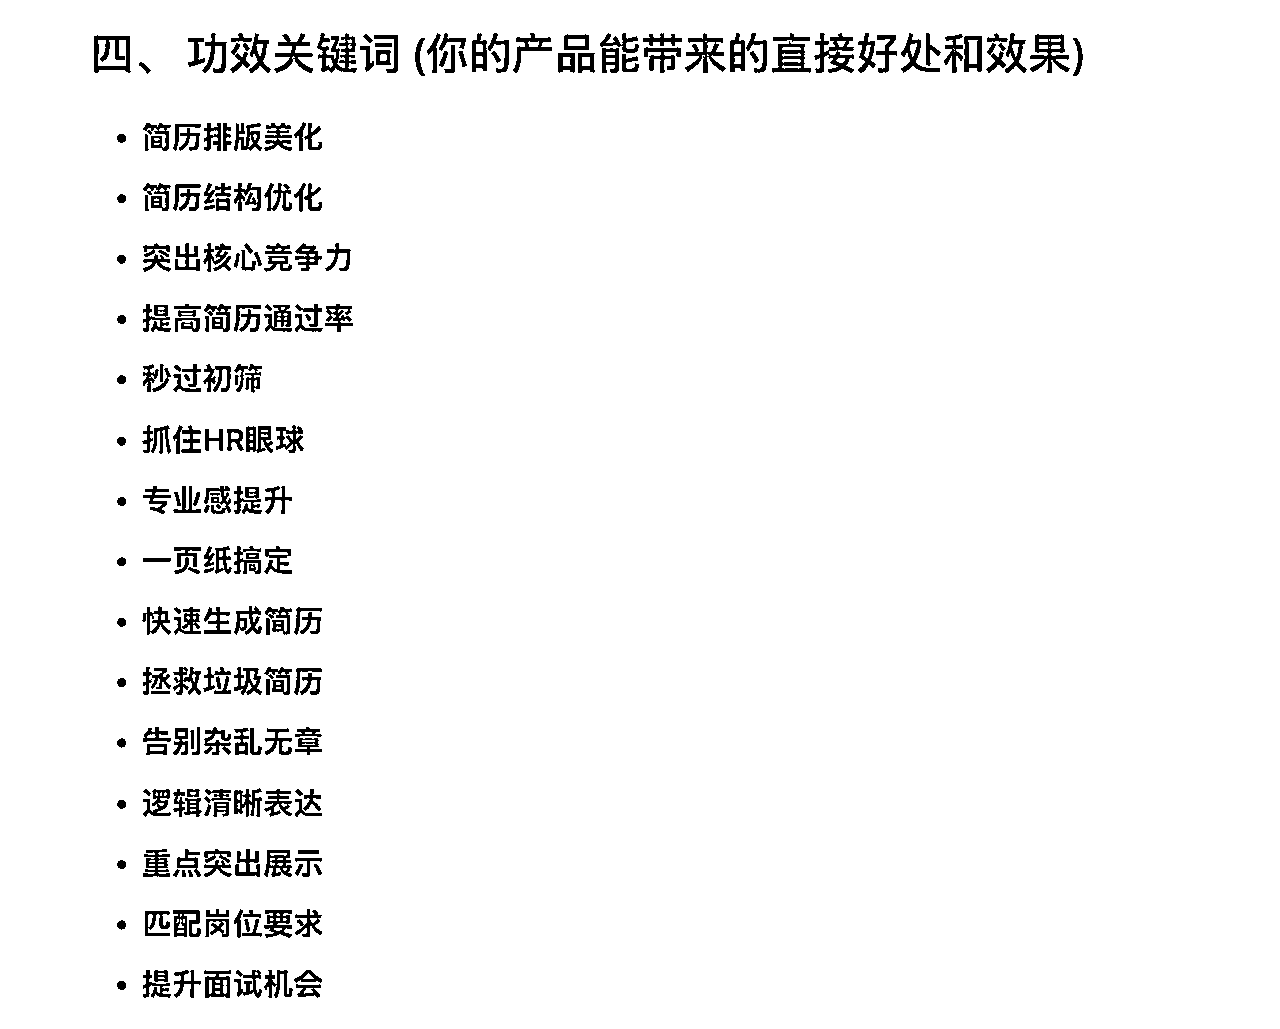 四、 功效关键词 (你的产品能带来的直接好处和效果)
• 简历排版美化
• 简历结构优化
• 突出核心竞争力
• 提高简历通过率
• 秒过初筛
• 抓住HR眼球
• 专业感提升
• 一页纸搞定
• 快速生成简历
• 拯救垃圾简历
• 告别杂乱无章
• 逻辑清晰表达
• 重点突出展示
• 匹配岗位要求
• 提升面试机会